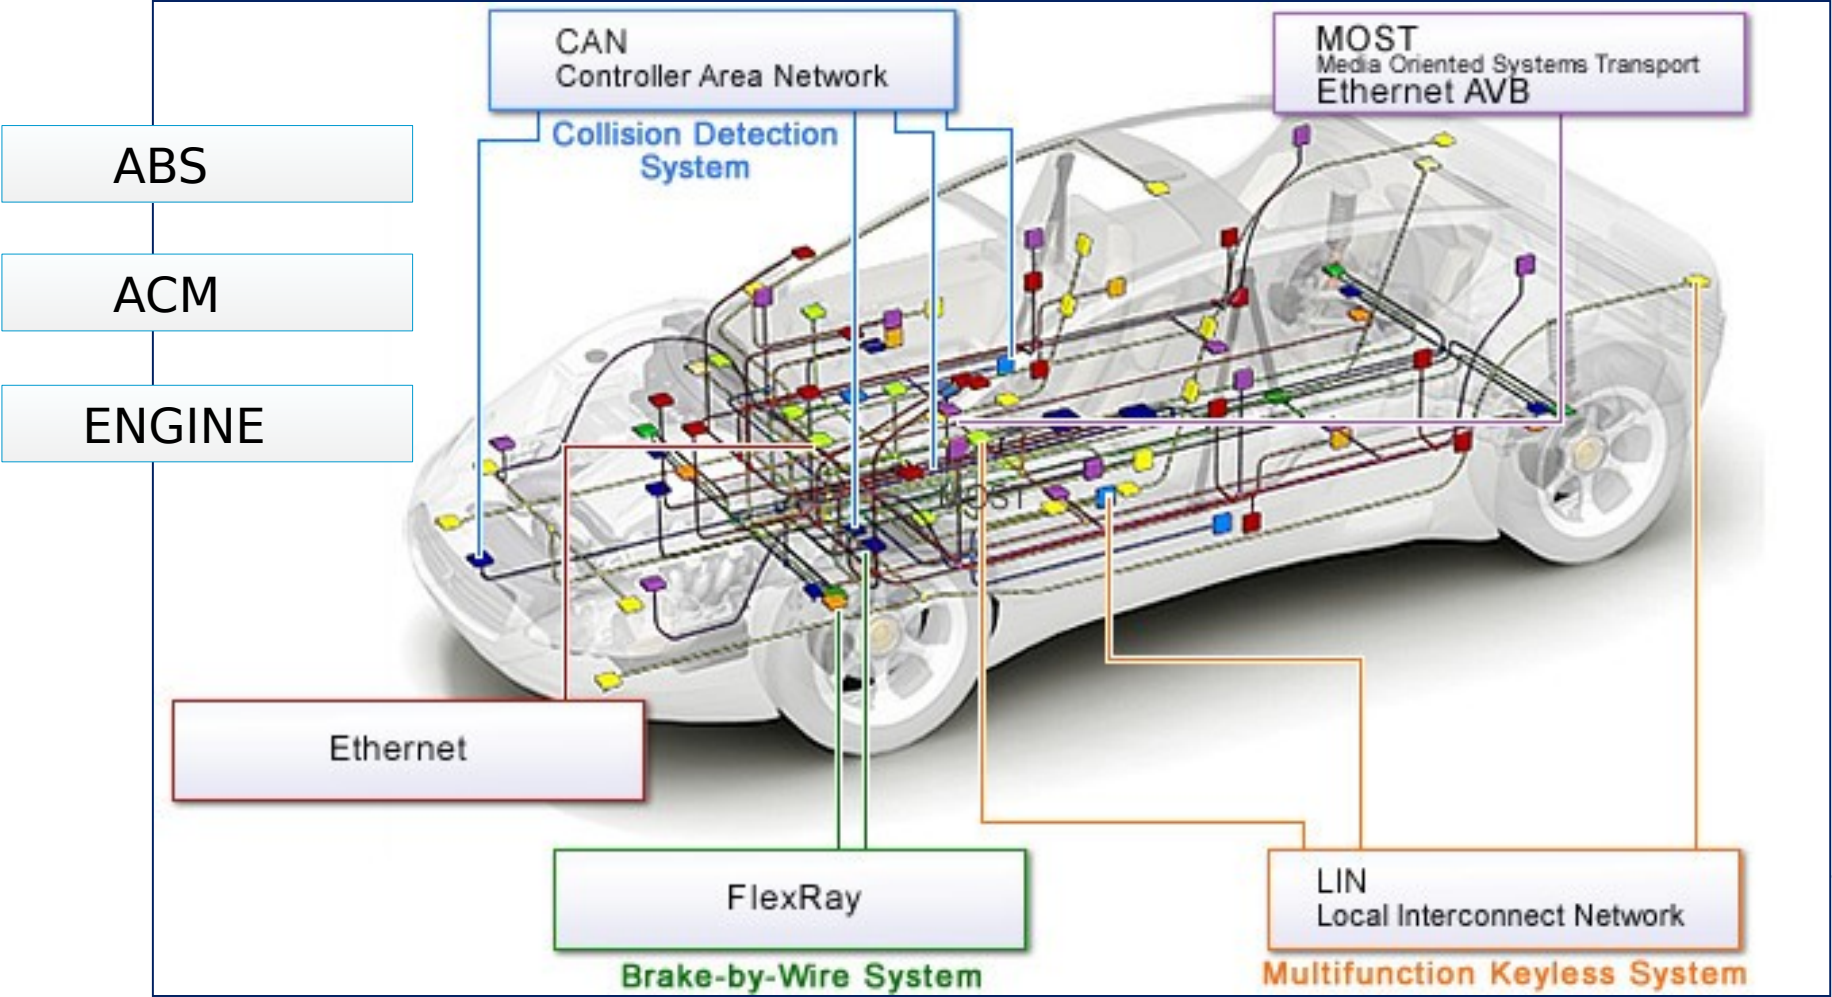 CAN
Controller Area Network
Collision Detection
System
MOST
Media Oriented Systems Transport
Ethernet AVB
ABS
ACM
ENGINE
MOST
Ethernet
FlexRay
Brake-by-Wire System
LIN
Local Interconnect Network
Multifunction Keyless System